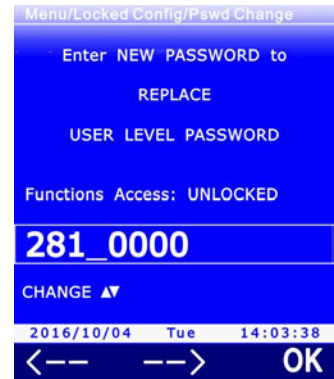 Menu/Locked Config/Pswd Change
Enter NEW PASSWORD to
REPLACE
USER LEVEL PASSWORD
Functions Access: UNLOCKED
281_0000
CHANGE ▲▼
2016/10/04 Tue 14:03:38
<-- --> OK